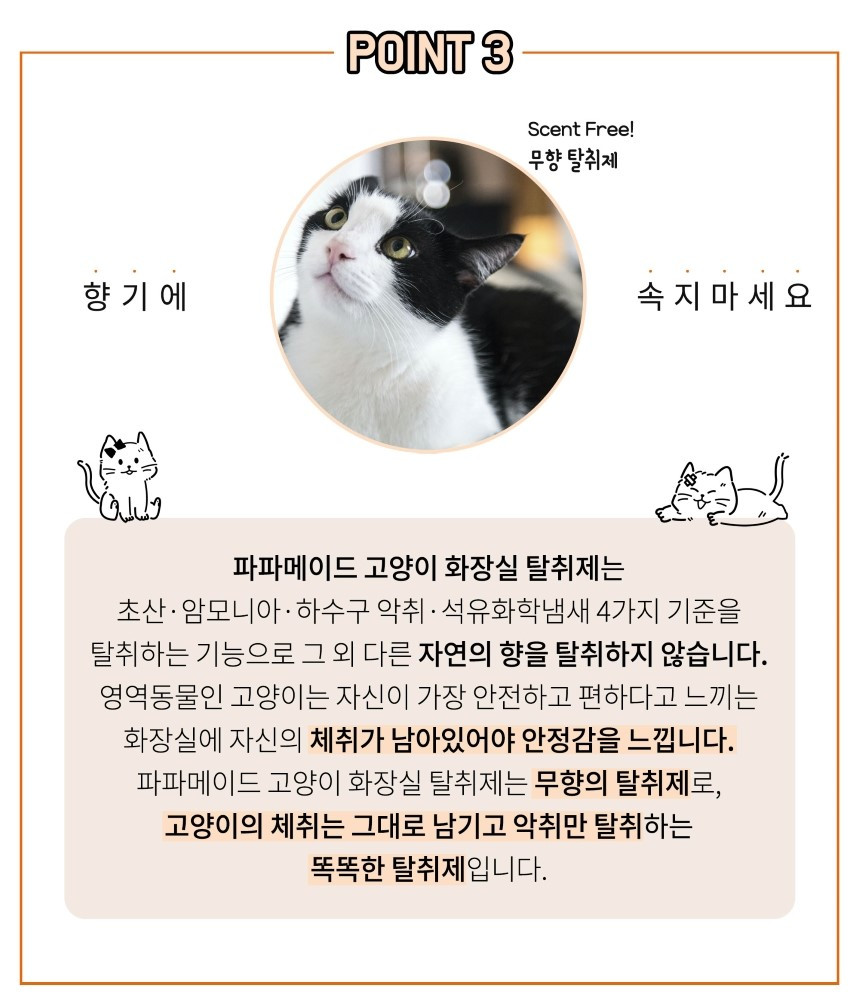 POINT 3
Scent Free!
무향 탈취제
향기에
속지마세요
파파메이드 고양이 화장실 탈취제는
초산·암모니아·하수구 악취·석유화학냄새 4가지 기준을
탈취하는 기능으로 그 외 다른 자연의 향을 탈취하지 않습니다.
영역동물인 고양이는 자신이 가장 안전하고 편하다고 느끼는
화장실에 자신의 체취가 남아있어야 안정감을 느낍니다.
파파메이드 고양이 화장실 탈취제는 무향의 탈취제로,
고양이의 체취는 그대로 남기고 악취만 탈취하는
똑똑한 탈취제입니다.